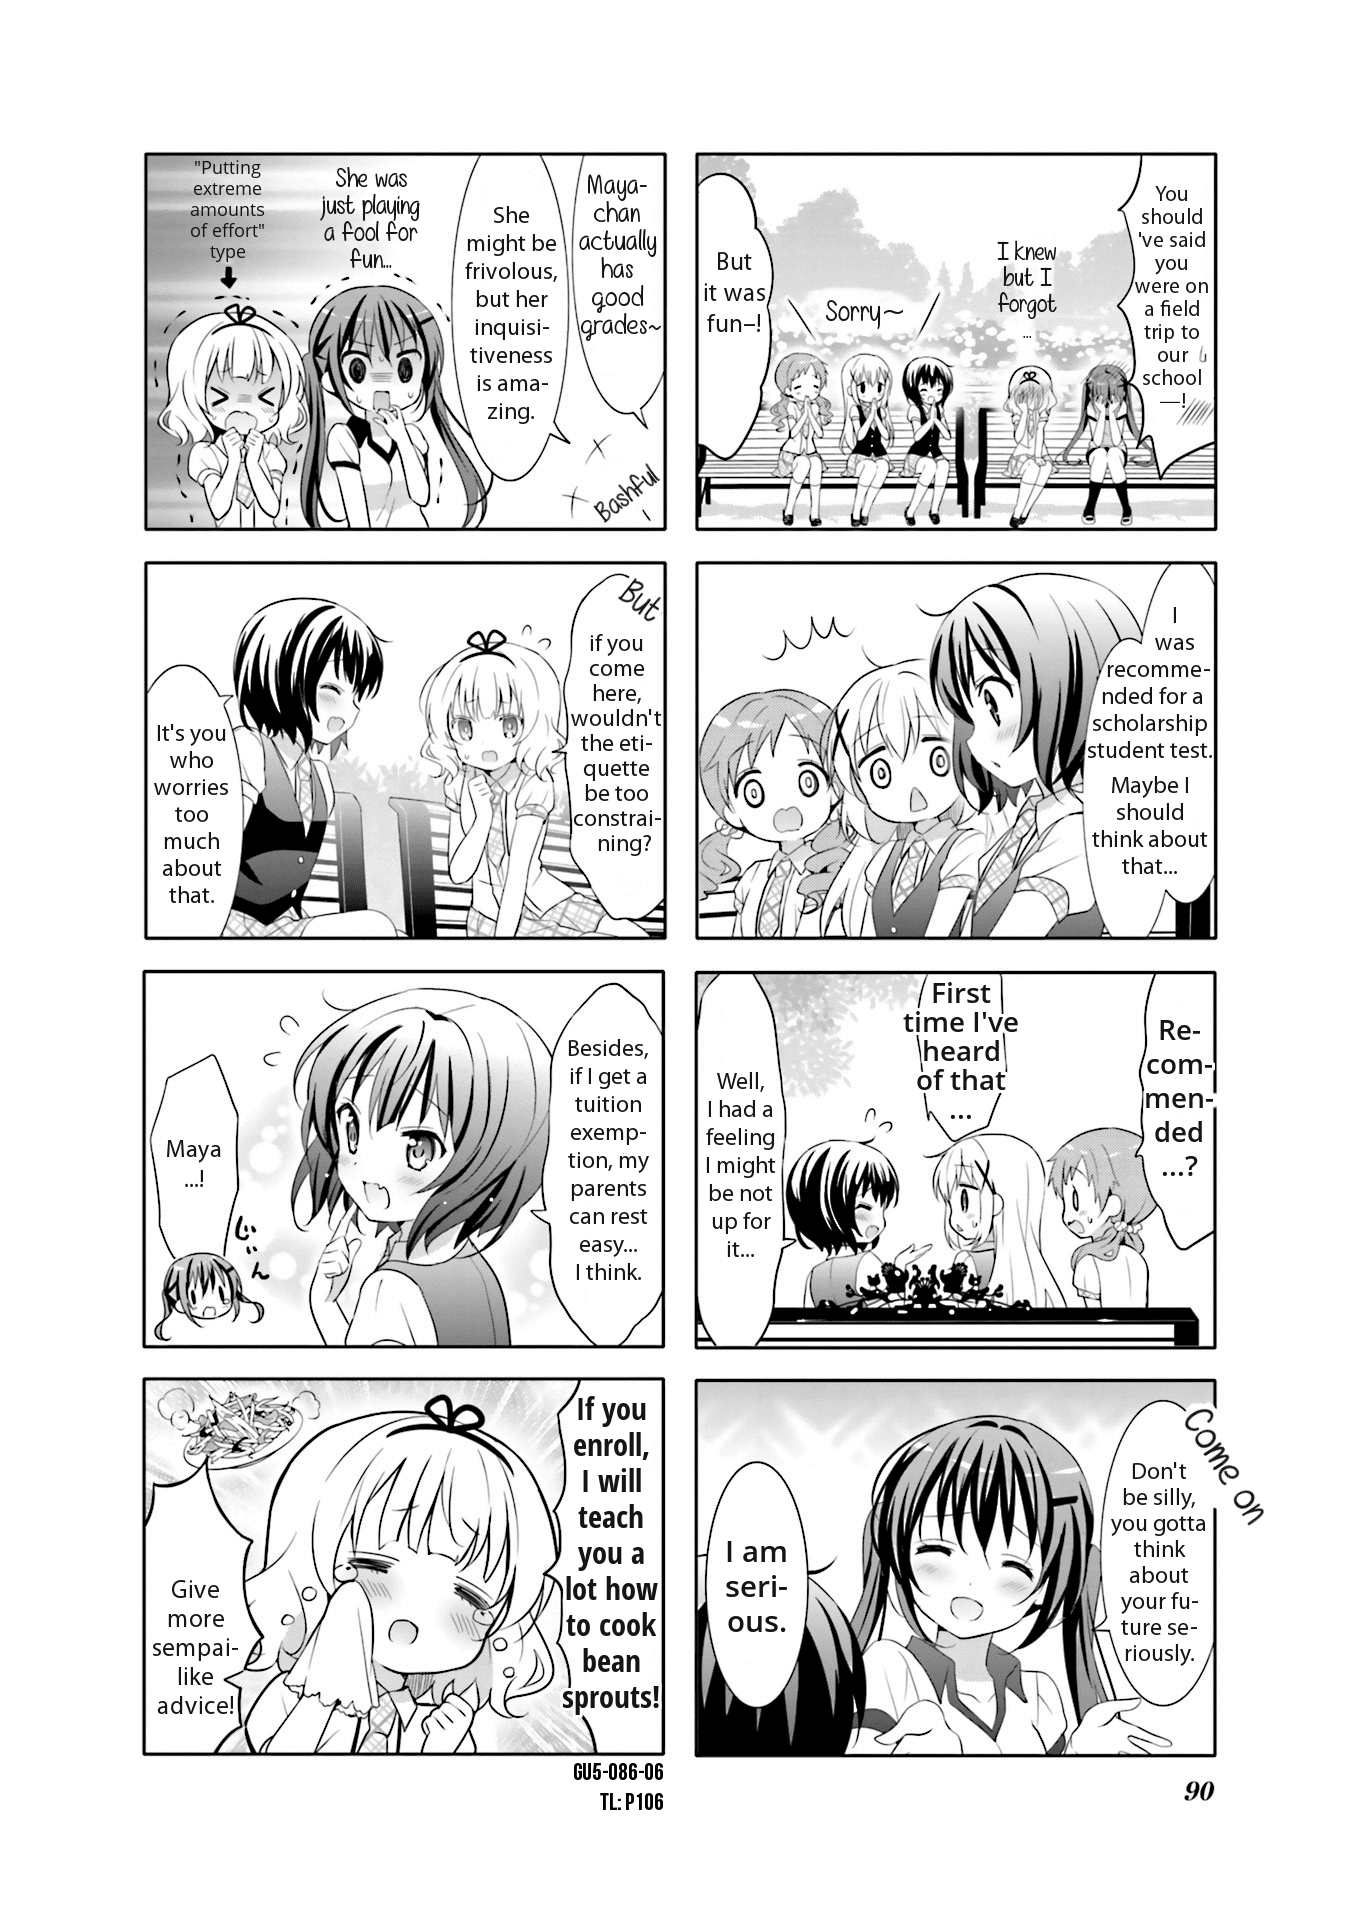 You
should
've said
you
were on
a field
trip to
our
school
—!
I knew
but I
forgot
...
Sorry~
But
it was
fun–!
I
was
recomme-
nded for a
scholarship
student test.
Maybe I
should
think about
that...
Re-
com-
men-
ded
...?
First
time I've
heard
of that
...
Well,
I had a
feeling
I might
be not
up for
it...
Come on
Don't
be silly,
you gotta
think
about
your fu-
ture se-
riously.
I am
seri-
ous.
Maya-
chan
actually
has
good
grades~
She
might be
frivolous,
but her
inquisi-
tiveness
is ama-
zing.
Bashful
She was
just playing
a fool for
fun...
"Putting
extreme
amounts
of effort"
type
But
if you
come
here,
wouldn't
the eti-
quette
be too
constrai-
ning?
It's you
who
worries
too
much
about
that.
Besides,
if I get a
tuition
exemp-
tion, my
parents
can rest
easy...
I think.
Maya
...!
じぃん
If you
enroll,
I will
teach
you a
lot how
to cook
bean
sprouts!
Give
more
sempai-
like
advice!
GU5-086-06
TL: P106
90